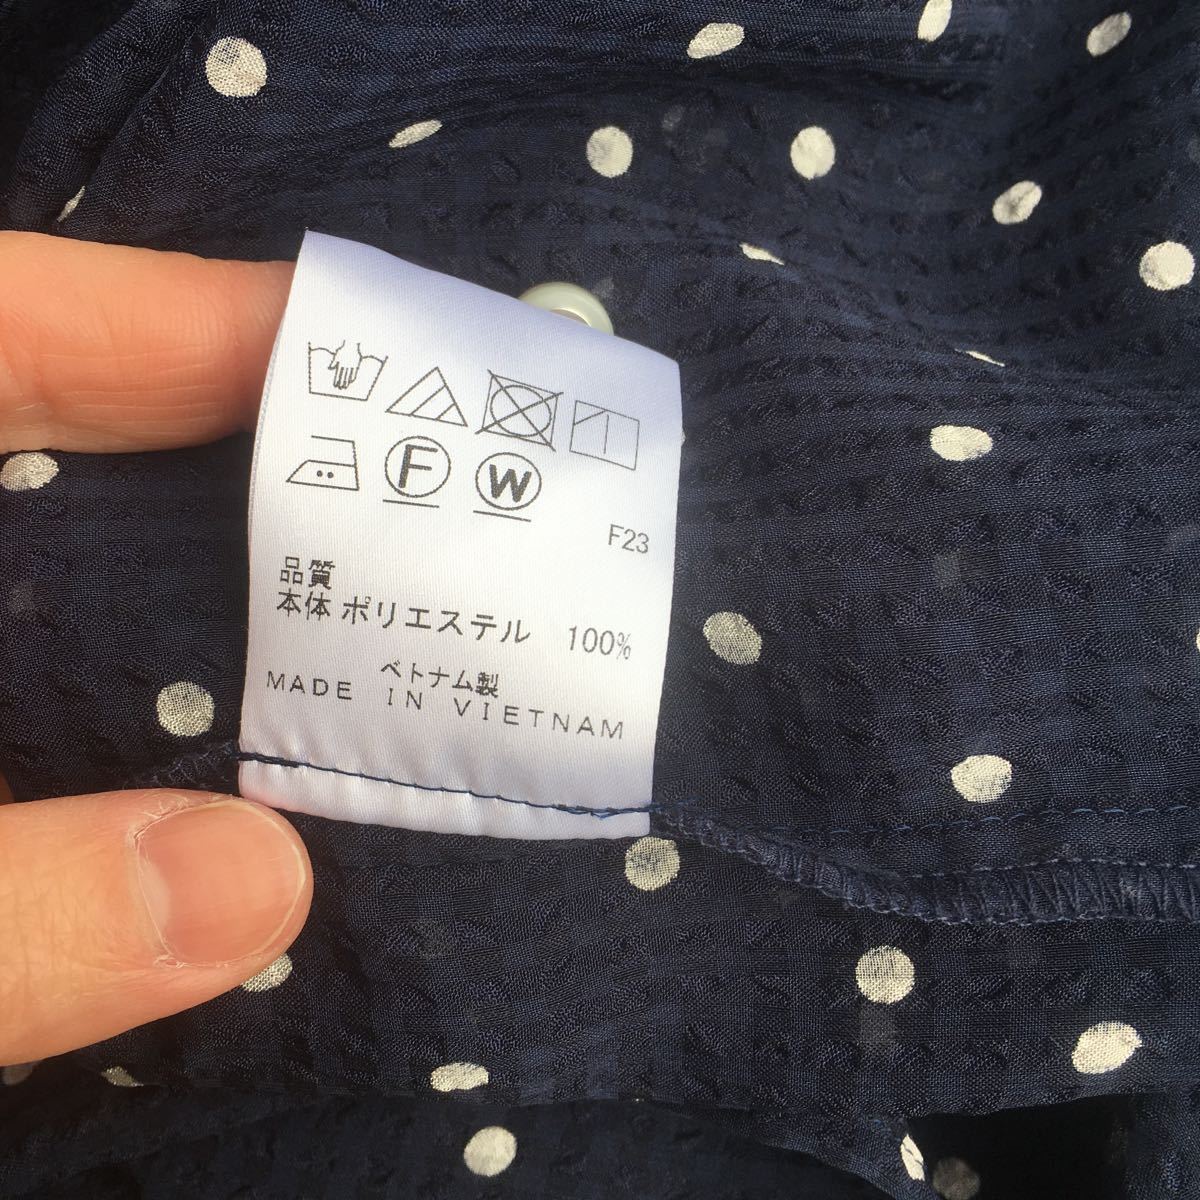 F W
F23
品質
本体 ポリエステル 100%
ベトナム製
MADE IN VIETNAM